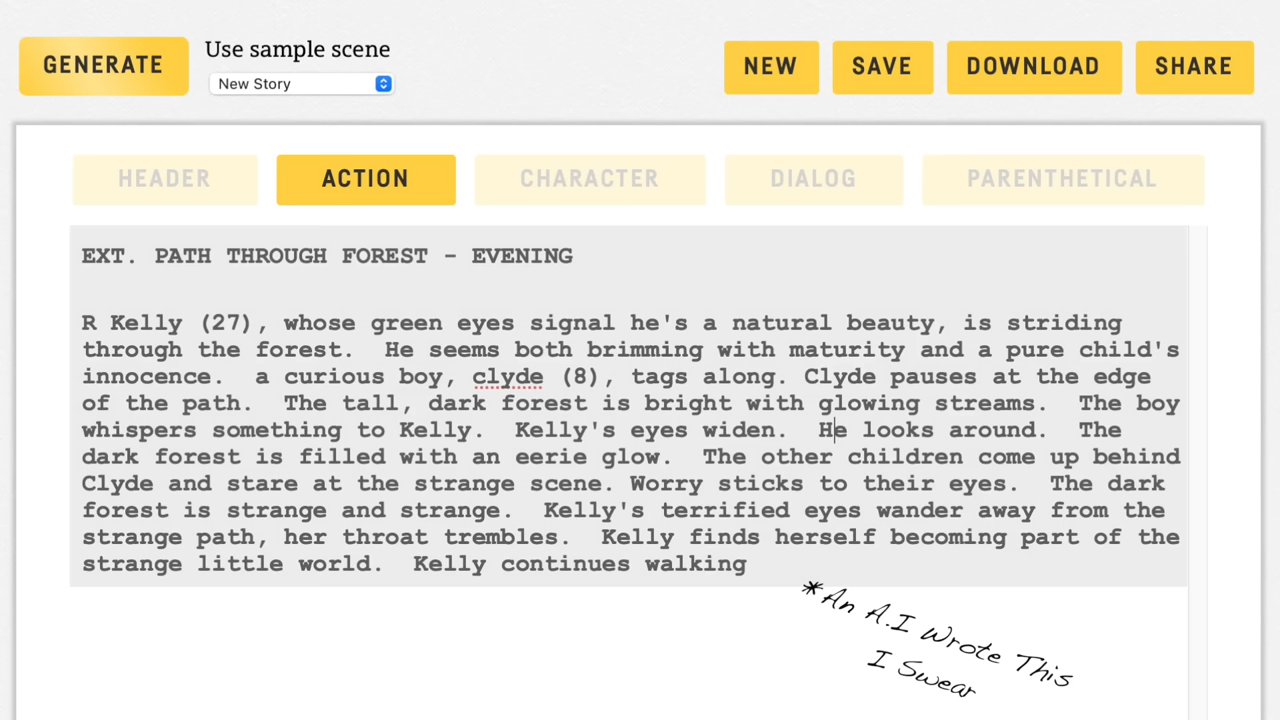 GENERATE
Use sample scene
New Story
NEW
SAVE
DOWNLOAD
SHARE
HEADER
ACTION
CHARACTER
DIALOG
PARENTHETICAL
EXT. PATH THROUGH FOREST - EVENING
R Kelly (27), whose green eyes signal he's a natural beauty, is striding
through the forest.  He seems both brimming with maturity and a pure child's
innocence.  a curious boy, clyde (8), tags along. Clyde pauses at the edge
of the path.  The tall, dark forest is bright with glowing streams.  The boy
whispers something to Kelly.  Kelly's eyes widen.  He looks around.  The
dark forest is filled with an eerie glow.  The other children come up behind
Clyde and stare at the strange scene. Worry sticks to their eyes.  The dark
forest is strange and strange.  Kelly's terrified eyes wander away from the
strange path, her throat trembles.  Kelly finds herself becoming part of the
strange little world.  Kelly continues walking
*An A.I Wrote This
I Swear